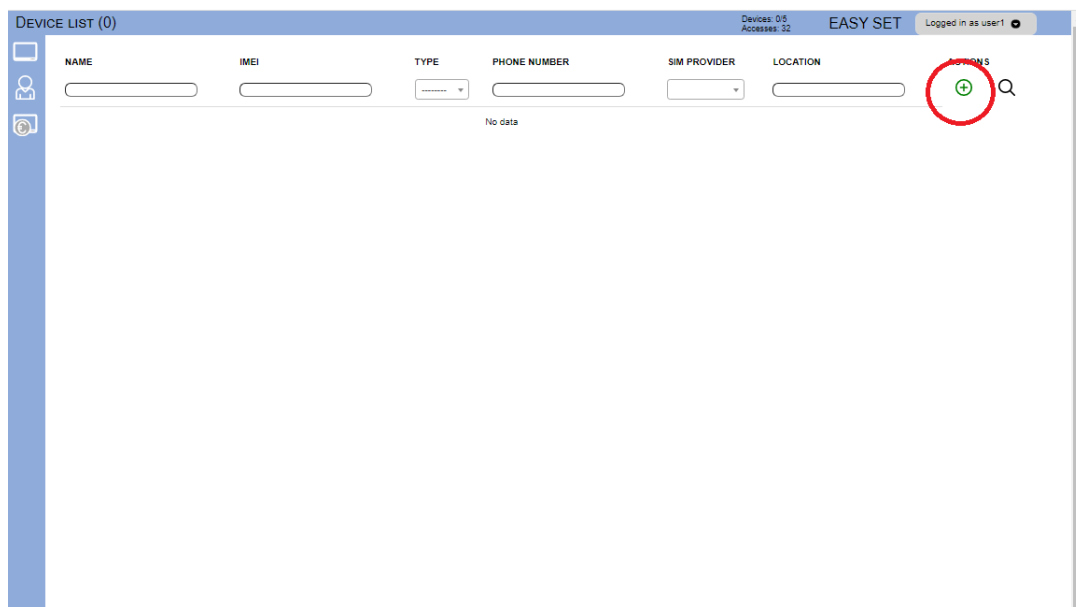 DEVICE LIST (0)
Devices: 0/5
Accesses: 32
EASY SET
Logged in as user1
NAME IMEI TYPE PHONE NUMBER SIM PROVIDER LOCATION ACTIONS
--------
No data